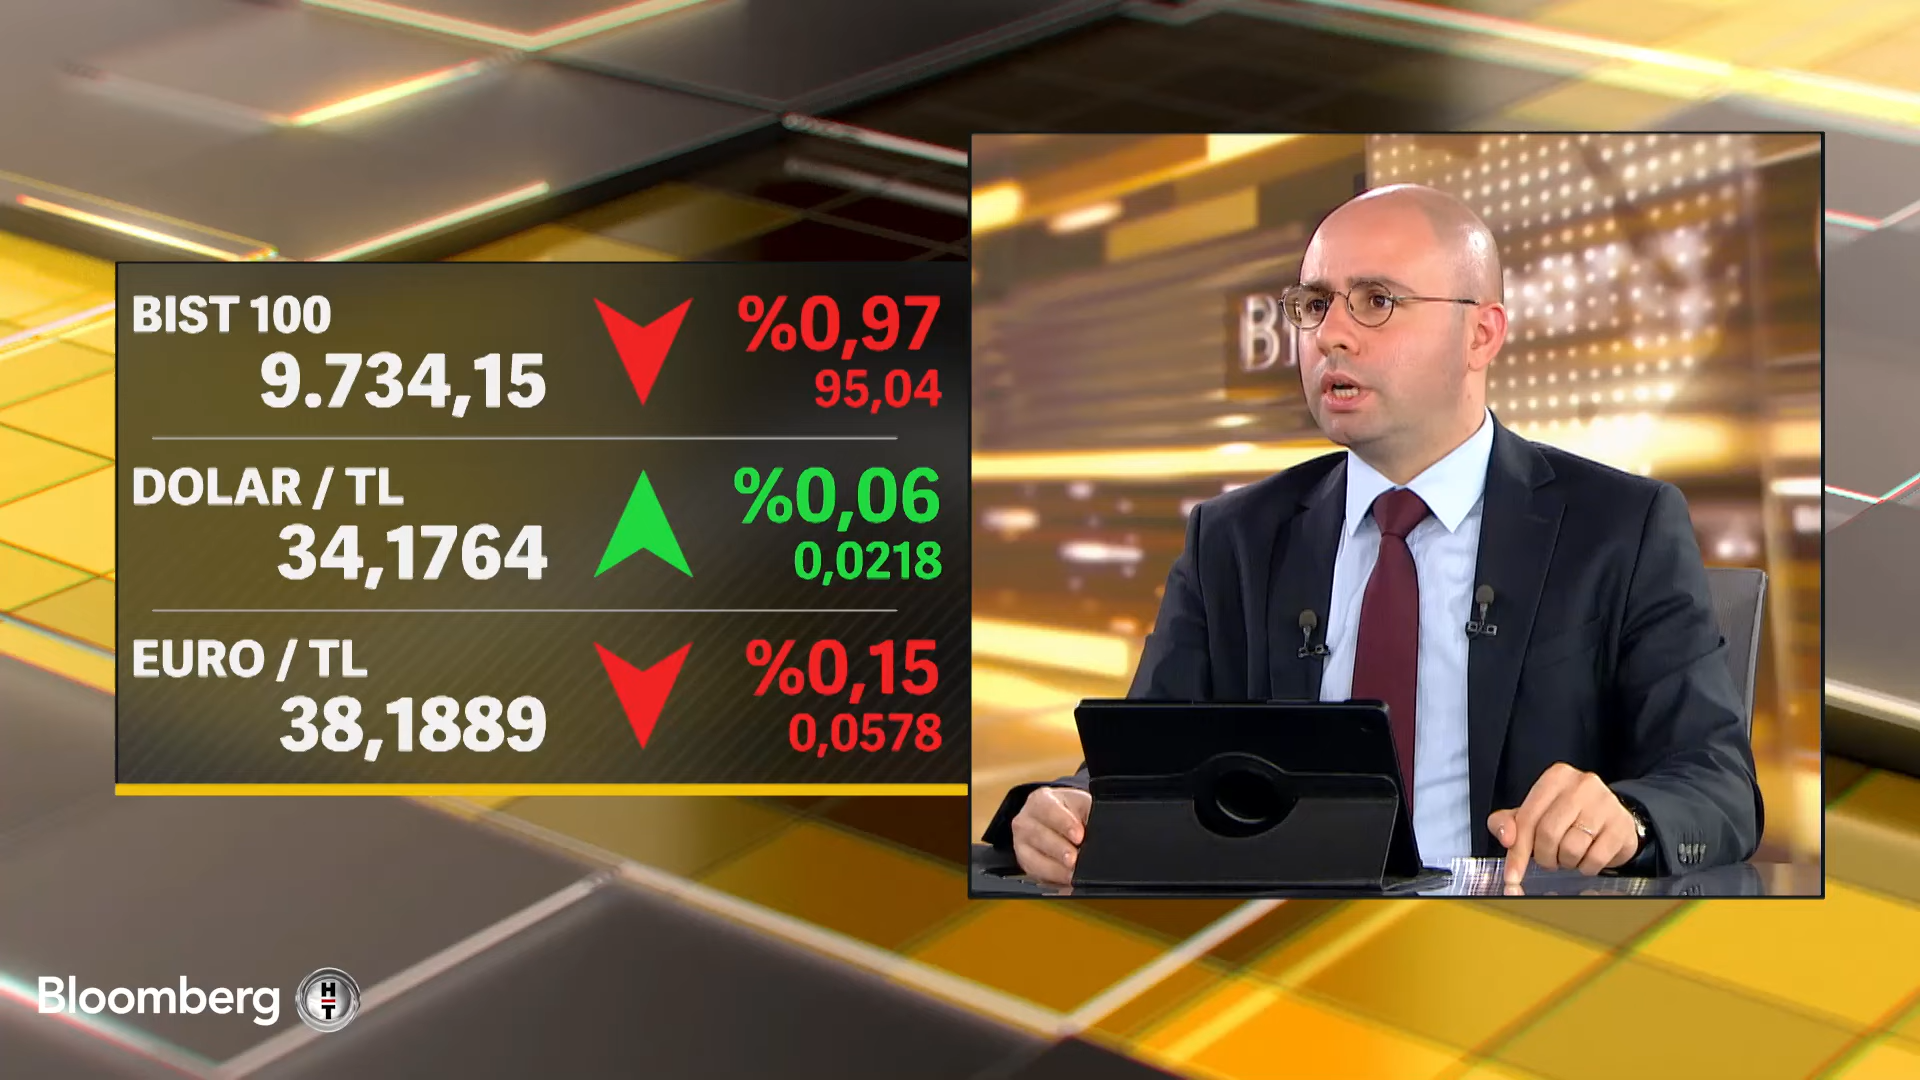 BIST 100
9.734,15
%0,97
95,04
DOLAR / TL
34,1764
%0,06
0,0218
EURO / TL
38,1889
%0,15
0,0578
Bloomberg HT